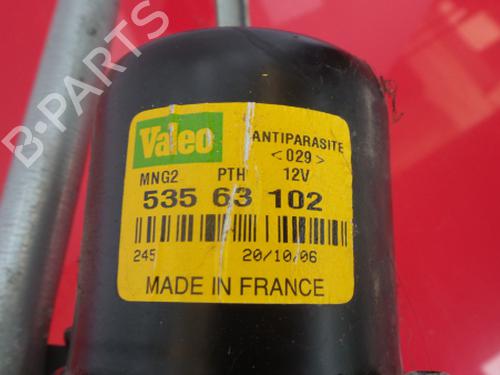 B-PARTS
Valeo
ANTIPARASITE
<029>
MNG2 PTH 12V
535 63 102
245 20/10/06
MADE IN FRANCE